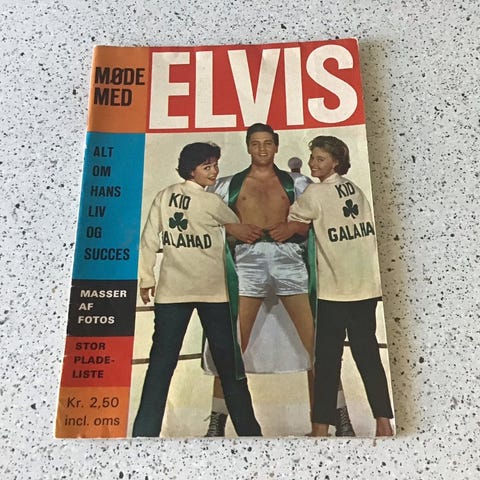 MØDE
MED
ELVIS
ALT
OM
HANS
LIV
OG
SUCCES
MASSER
AF
FOTOS
STOR
PLADE-
LISTE
Kr. 2,50
incl. oms
KID
GALAHAD
KID
GALAHAD